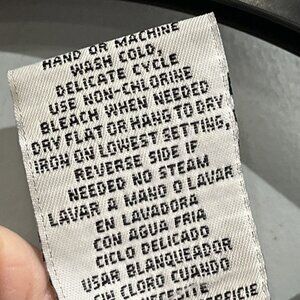 HAND OR MACHINE
WASH COLD,
DELICATE CYCLE
USE NON-CHLORINE
BLEACH WHEN NEEDED
DRY FLAT OR HANG TO DRY
IRON ON LOWEST SETTING,
REVERSE SIDE IF
NEEDED NO STEAM
LAVAR A MANO O LAVAR
EN LAVADORA
CON AGUA FRIA
CICLO DELICADO
USAR BLANQUEADOR
SIN CLORO CUANDO